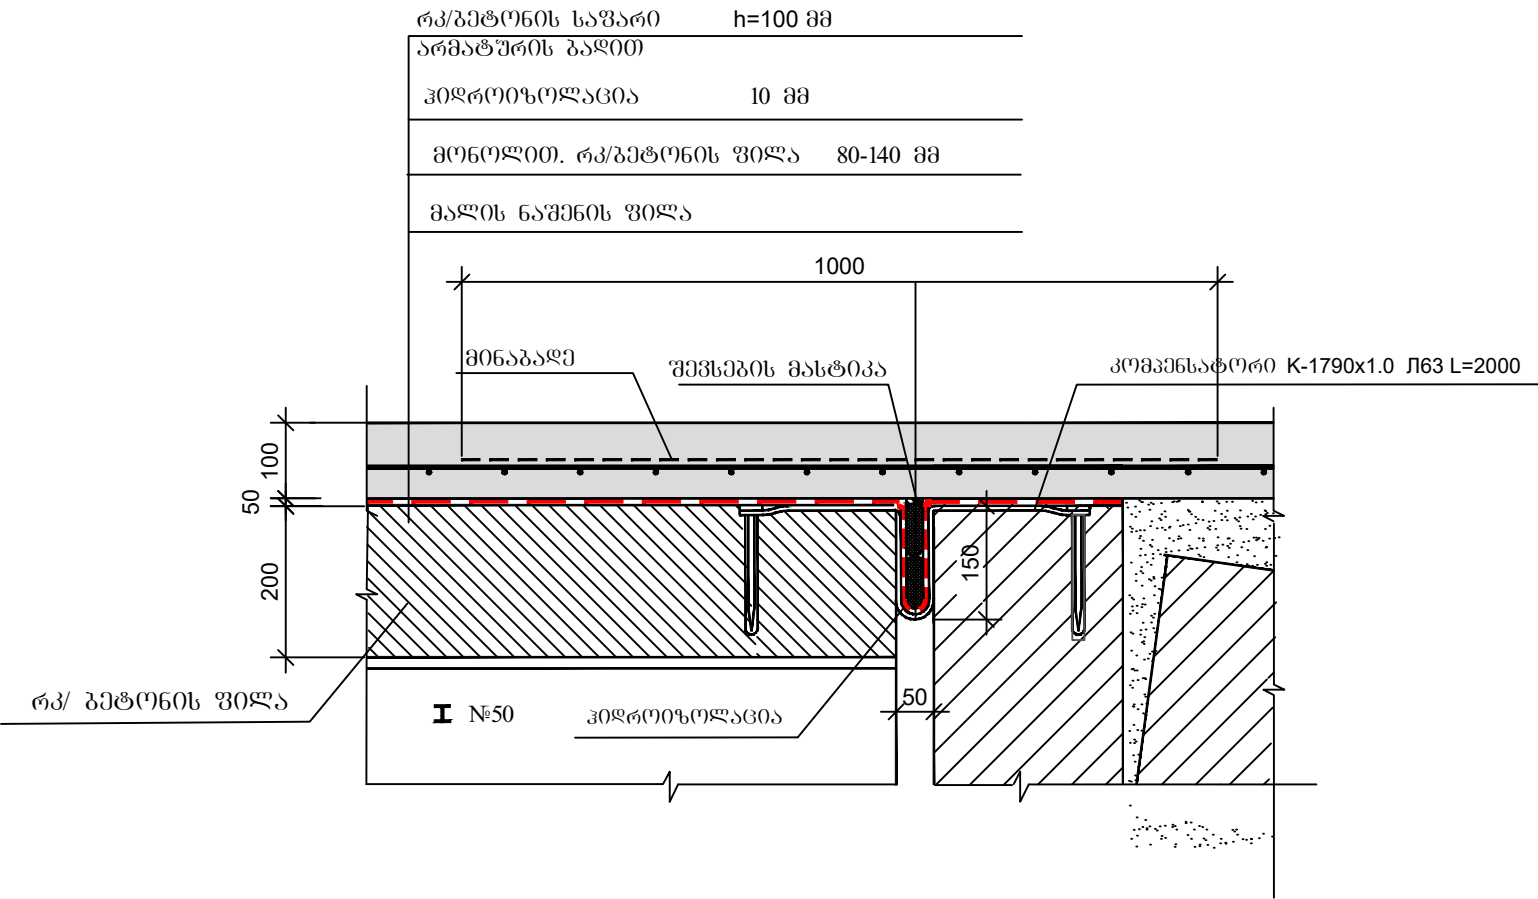 რკ/ბეტონის საფარი h=100 მმ
არმატურის ბადით
ჰიდროიზოლაცია 10 მმ
მონოლით. რკ/ბეტონის ფილა 80-140 მმ
მალის ნაშენის ფილა
1000
მინაბადე
შევსების მასტიკა
კომპენსატორი K-1790x1.0 Л63 L=2000
100
50
200
150
რკ/ ბეტონის ფილა
№50
ჰიდროიზოლაცია
50